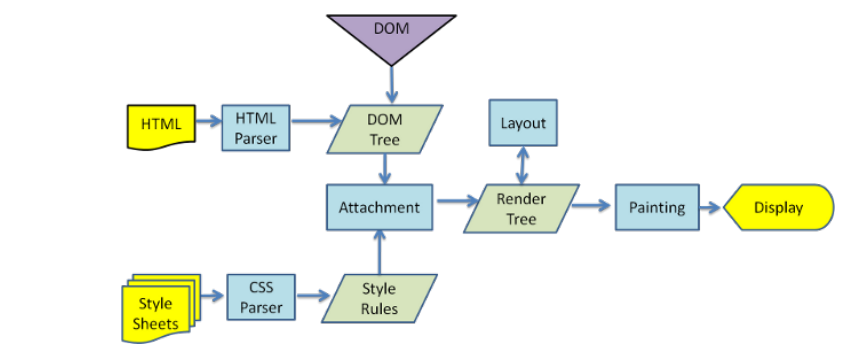 DOM
HTML
HTML
Parser
DOM
Tree
Layout
Attachment
Render
Tree
Painting
Display
Style
Sheets
CSS
Parser
Style
Rules